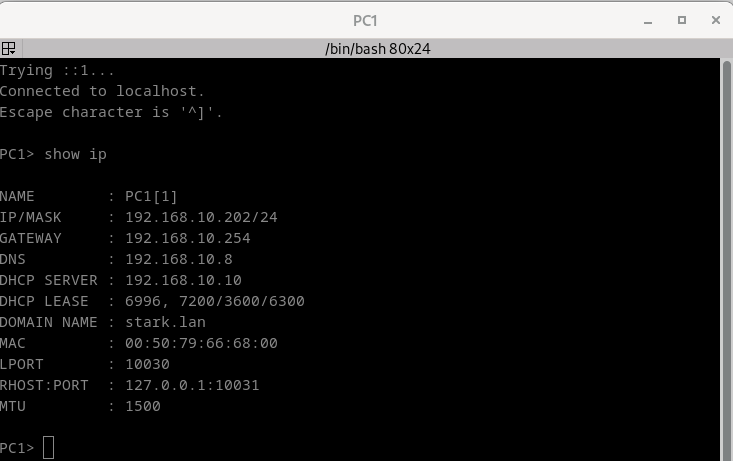 PC1
/bin/bash 80x24
Trying ::1...
Connected to localhost.
Escape character is '^]'.
PC1> show ip
NAME        : PC1[1]
IP/MASK     : 192.168.10.202/24
GATEWAY     : 192.168.10.254
DNS         : 192.168.10.8
DHCP SERVER : 192.168.10.10
DHCP LEASE  : 6996, 7200/3600/6300
DOMAIN NAME : stark.lan
MAC         : 00:50:79:66:68:00
LPORT       : 10030
RHOST:PORT  : 127.0.0.1:10031
MTU         : 1500
PC1>